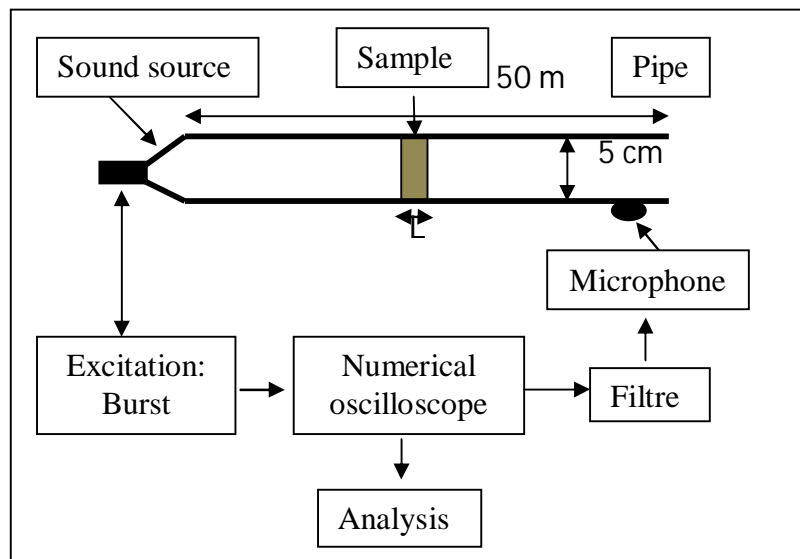 Sound source
Sample
50 m
Pipe
5 cm
L
Microphone
Excitation:
Burst
Numerical
oscilloscope
Filtre
Analysis